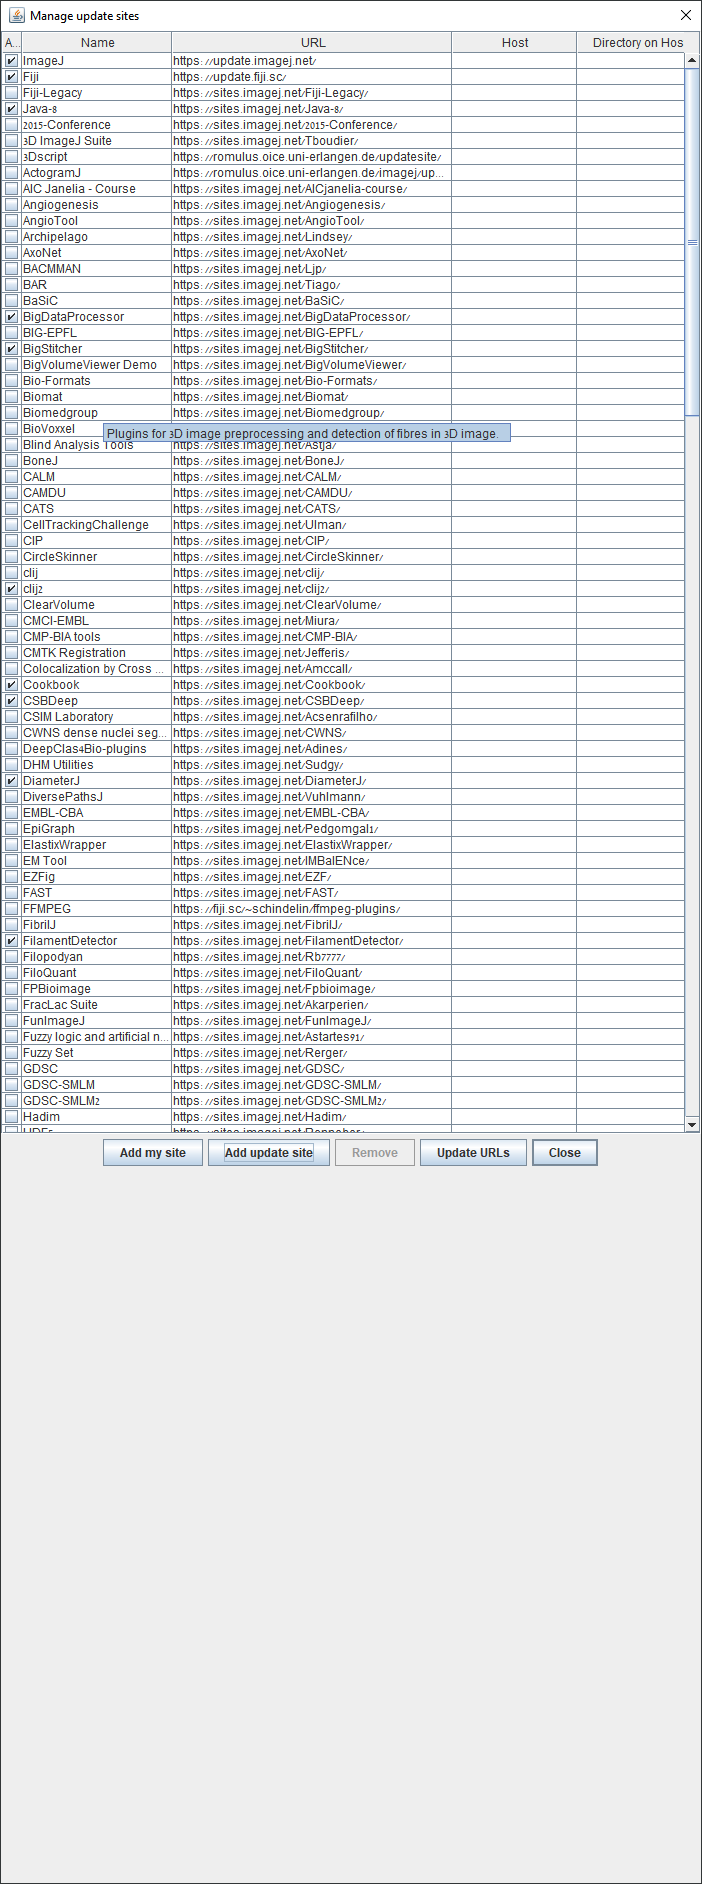 Manage update sites
A... Name URL Host Directory on Hos
ImageJ https://update.imagej.net/
Fiji https://update.fiji.sc/
Fiji-Legacy https://sites.imagej.net/Fiji-Legacy/
Java-8 https://sites.imagej.net/Java-8/
2015-Conference https://sites.imagej.net/2015-Conference/
3D ImageJ Suite https://sites.imagej.net/Tboudier/
3Dscript https://romulus.oice.uni-erlangen.de/updatesite/
ActogramJ https://romulus.oice.uni-erlangen.de/imagej/up...
AIC Janelia - Course https://sites.imagej.net/AICjanelia-course/
Angiogenesis https://sites.imagej.net/Angiogenesis/
AngioTool https://sites.imagej.net/AngioTool/
Archipelago https://sites.imagej.net/Lindsey/
AxoNet https://sites.imagej.net/AxoNet/
BACMMAN https://sites.imagej.net/Ljp/
BAR https://sites.imagej.net/Tiago/
BaSiC https://sites.imagej.net/BaSiC/
BigDataProcessor https://sites.imagej.net/BigDataProcessor/
BIG-EPFL https://sites.imagej.net/BIG-EPFL/
BigStitcher https://sites.imagej.net/BigStitcher/
BigVolumeViewer Demo https://sites.imagej.net/BigVolumeViewer/
Bio-Formats https://sites.imagej.net/Bio-Formats/
Biomat https://sites.imagej.net/Biomat/
Biomedgroup https://sites.imagej.net/Biomedgroup/
BioVoxxel
Plugins for 3D image preprocessing and detection of fibres in 3D image.
Blind Analysis Tools https://sites.imagej.net/Astja/
BoneJ https://sites.imagej.net/BoneJ/
CALM https://sites.imagej.net/CALM/
CAMDU https://sites.imagej.net/CAMDU/
CATS https://sites.imagej.net/CATS/
CellTrackingChallenge https://sites.imagej.net/Ulman/
CIP https://sites.imagej.net/CIP/
CircleSkinner https://sites.imagej.net/CircleSkinner/
clij https://sites.imagej.net/clij/
clij2 https://sites.imagej.net/clij2/
ClearVolume https://sites.imagej.net/ClearVolume/
CMCI-EMBL https://sites.imagej.net/Miura/
CMP-BIA tools https://sites.imagej.net/CMP-BIA/
CMTK Registration https://sites.imagej.net/Jefferis/
Colocalization by Cross ... https://sites.imagej.net/Amccall/
Cookbook https://sites.imagej.net/Cookbook/
CSBDeep https://sites.imagej.net/CSBDeep/
CSIM Laboratory https://sites.imagej.net/Acsenrafilho/
CWNS dense nuclei seg... https://sites.imagej.net/CWNS/
DeepClas4Bio-plugins https://sites.imagej.net/Adines/
DHM Utilities https://sites.imagej.net/Sudgy/
DiameterJ https://sites.imagej.net/DiameterJ/
DiversePathsJ https://sites.imagej.net/Vuhlmann/
EMBL-CBA https://sites.imagej.net/EMBL-CBA/
EpiGraph https://sites.imagej.net/Pedgomgal1/
ElastixWrapper https://sites.imagej.net/ElastixWrapper/
EM Tool https://sites.imagej.net/IMBalENce/
EZFig https://sites.imagej.net/EZF/
FAST https://sites.imagej.net/FAST/
FFMPEG https://fiji.sc/~schindelin/ffmpeg-plugins/
FibrilJ https://sites.imagej.net/FibrilJ/
FilamentDetector https://sites.imagej.net/FilamentDetector/
Filopodyan https://sites.imagej.net/Rb7777/
FiloQuant https://sites.imagej.net/FiloQuant/
FPBioimage https://sites.imagej.net/Fpbioimage/
FracLac Suite https://sites.imagej.net/Akarperien/
FunImageJ https://sites.imagej.net/FunImageJ/
Fuzzy logic and artificial n... https://sites.imagej.net/Astartes91/
Fuzzy Set https://sites.imagej.net/Rerger/
GDSC https://sites.imagej.net/GDSC/
GDSC-SMLM https://sites.imagej.net/GDSC-SMLM/
GDSC-SMLM2 https://sites.imagej.net/GDSC-SMLM2/
Hadim https://sites.imagej.net/Hadim/
Add my site Add update site Remove Update URLs Close